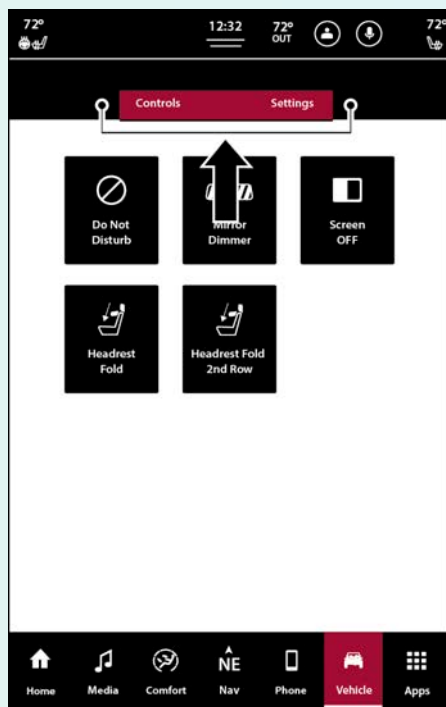 72°
12:32
72°
OUT
72°
Controls
Settings
Do Not
Disturb
Mirror
Dimmer
Screen
OFF
Headrest
Fold
Headrest Fold
2nd Row
NE
Home
Media
Comfort
Nav
Phone
Vehicle
Apps